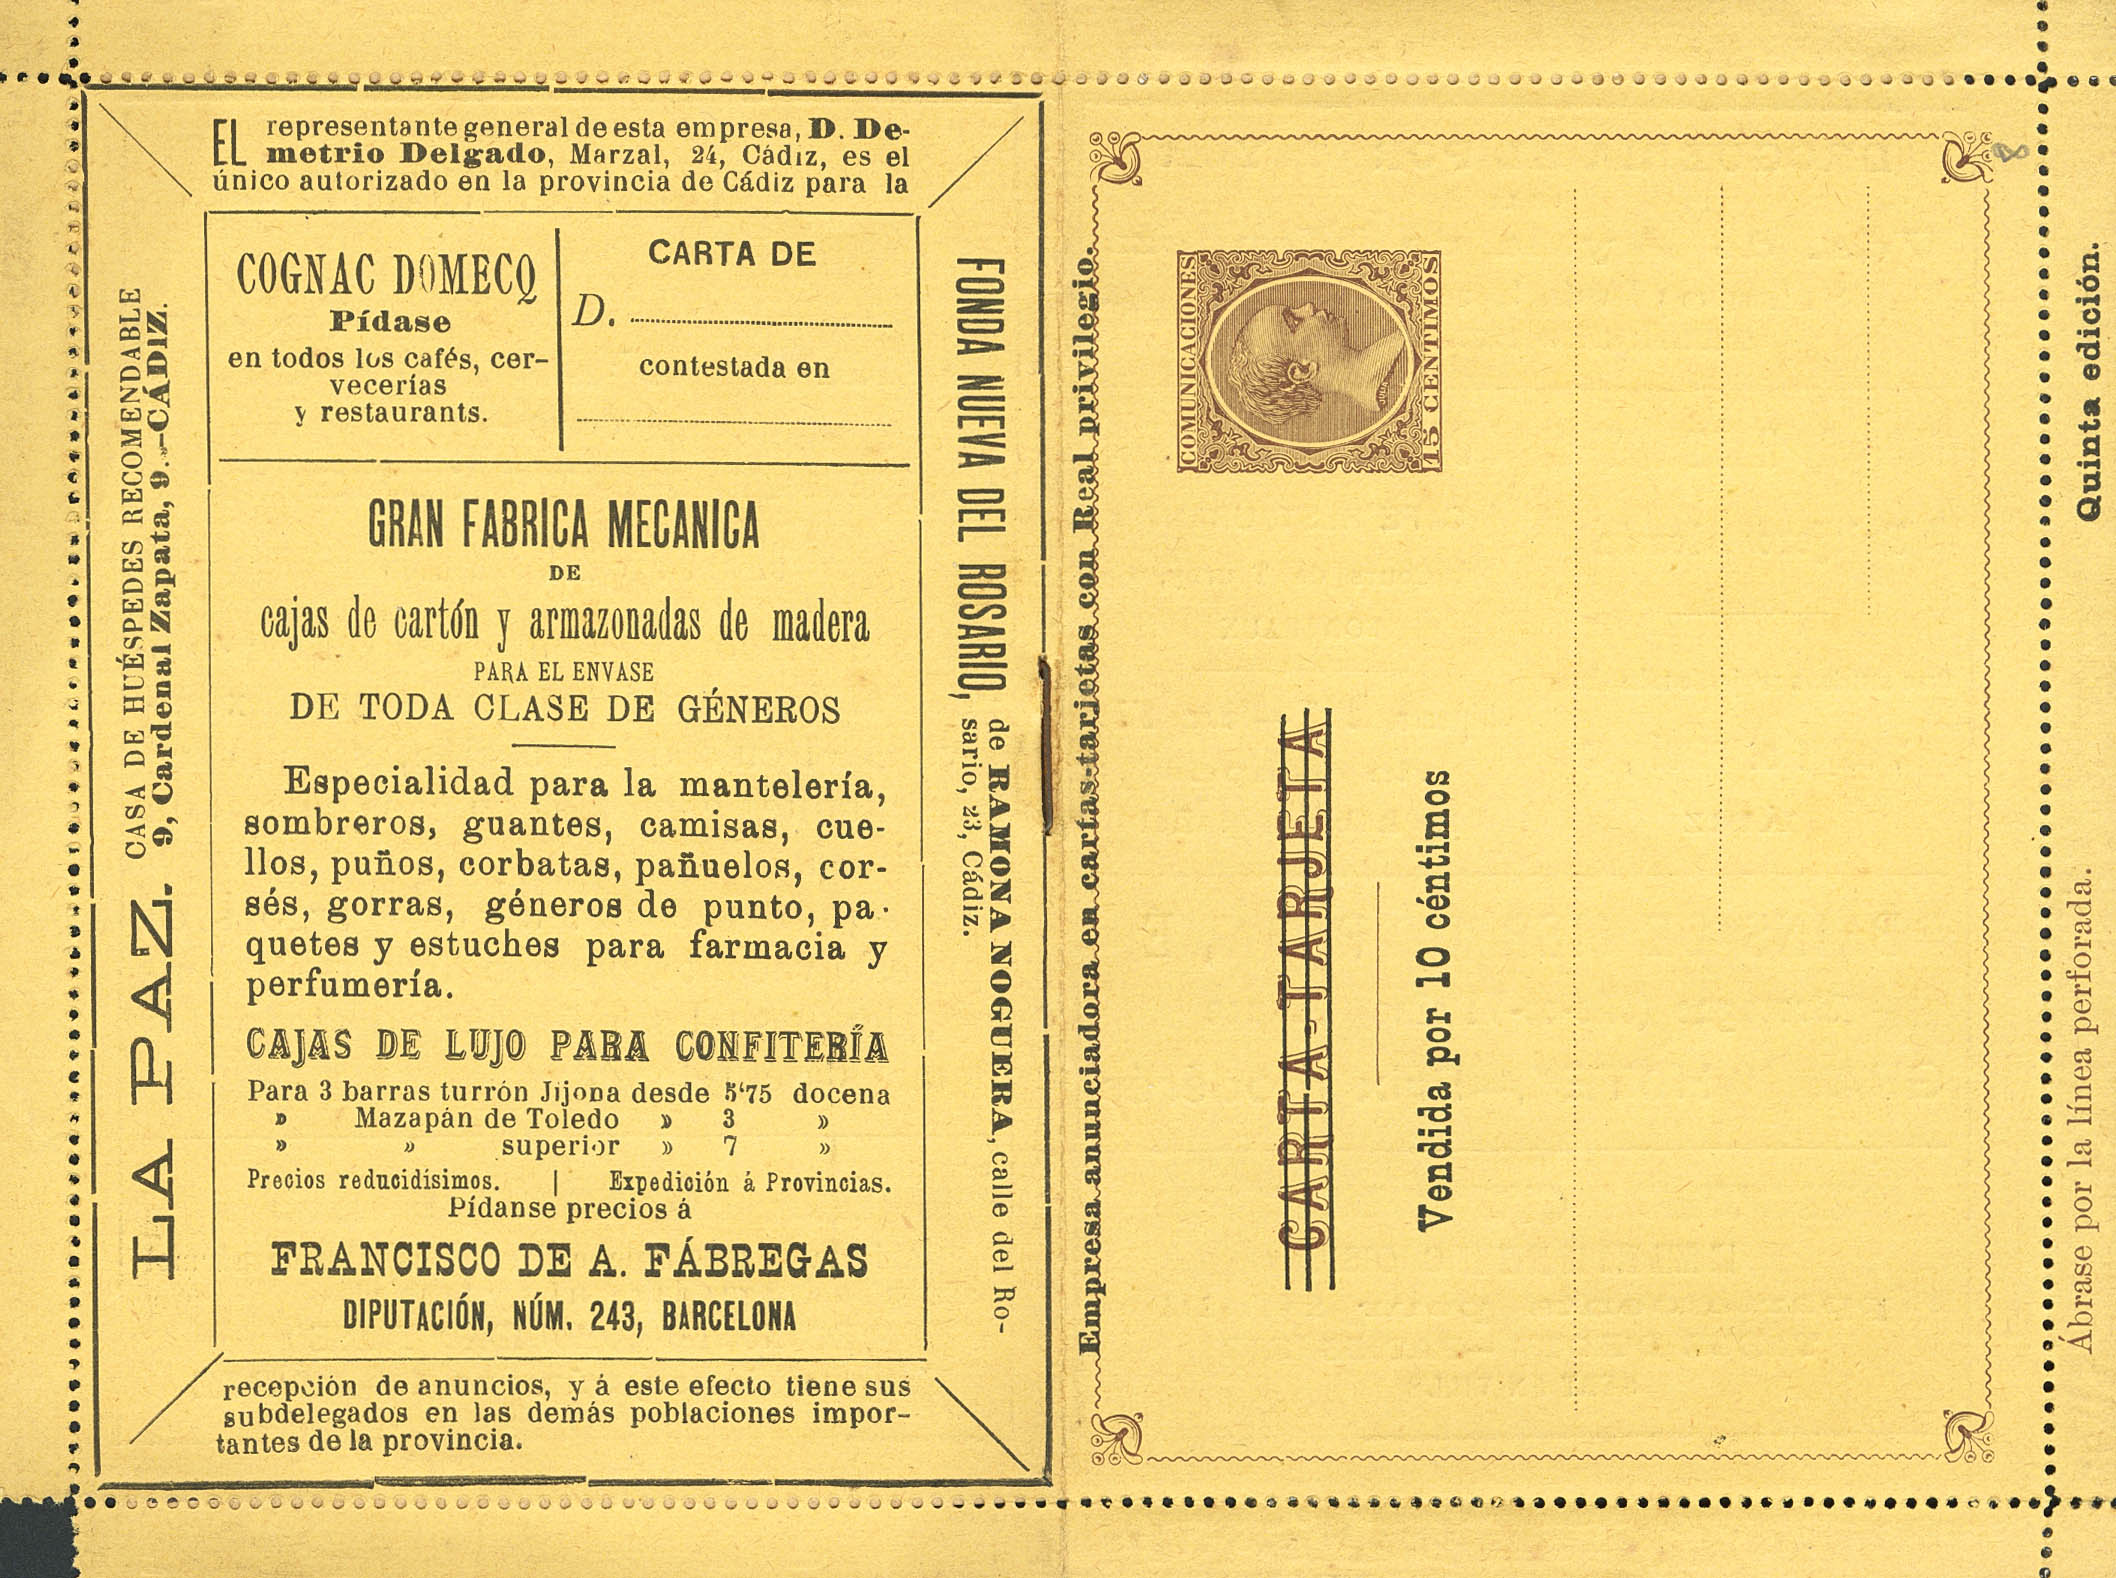 EL representante general de esta empresa, D. De-
metrio Delgado, Marzal, 24, Cádiz, es el
único autorizado en la provincia de Cádiz para la
COGNAC DOMECQ
Pídase
en todos los cafés, cer-
vecerías
y restaurants.
CARTA DE
D.
contestada en
GRAN FABRICA MECANICA
DE
cajas de cartón y armazonadas de madera
PARA EL ENVASE
DE TODA CLASE DE GÉNEROS
Especialidad para la mantelería,
sombreros, guantes, camisas, cue-
llos, puños, corbatas, pañuelos, cor-
sés, gorras, géneros de punto, pa-
quetes y estuches para farmacia y
perfumería.
CAJAS DE LUJO PARA CONFITERÍA
Para 3 barras turrón Jijona desde 5'75 docena
» Mazapán de Toledo » 3 »
» » superior » 7 »
Precios reducidísimos. | Expedición á Provincias.
Pídanse precios á
FRANCISCO DE A. FÁBREGAS
DIPUTACIÓN, NÚM. 243, BARCELONA
recepción de anuncios, y á este efecto tiene sus
subdelegados en las demás poblaciones impor-
tantes de la provincia.
LA PAZ. CASA DE HUÉSPEDES RECOMENDABLE
9, Cardenal Zapata, 9.--CÁDIZ.
FONDA NUEVA DEL ROSARIO, de RAMONA NOGUERA, calle del Ro-
sario, 23, Cádiz.
Empresa anunciadora en cartas-tarjetas con Real privilegio.
COMUNICACIONES
JULIA
15 CENTIMOS
CARTA-TARJETA
Vendida por 10 céntimos
Ábrase por la línea perforada.
Quinta edición.